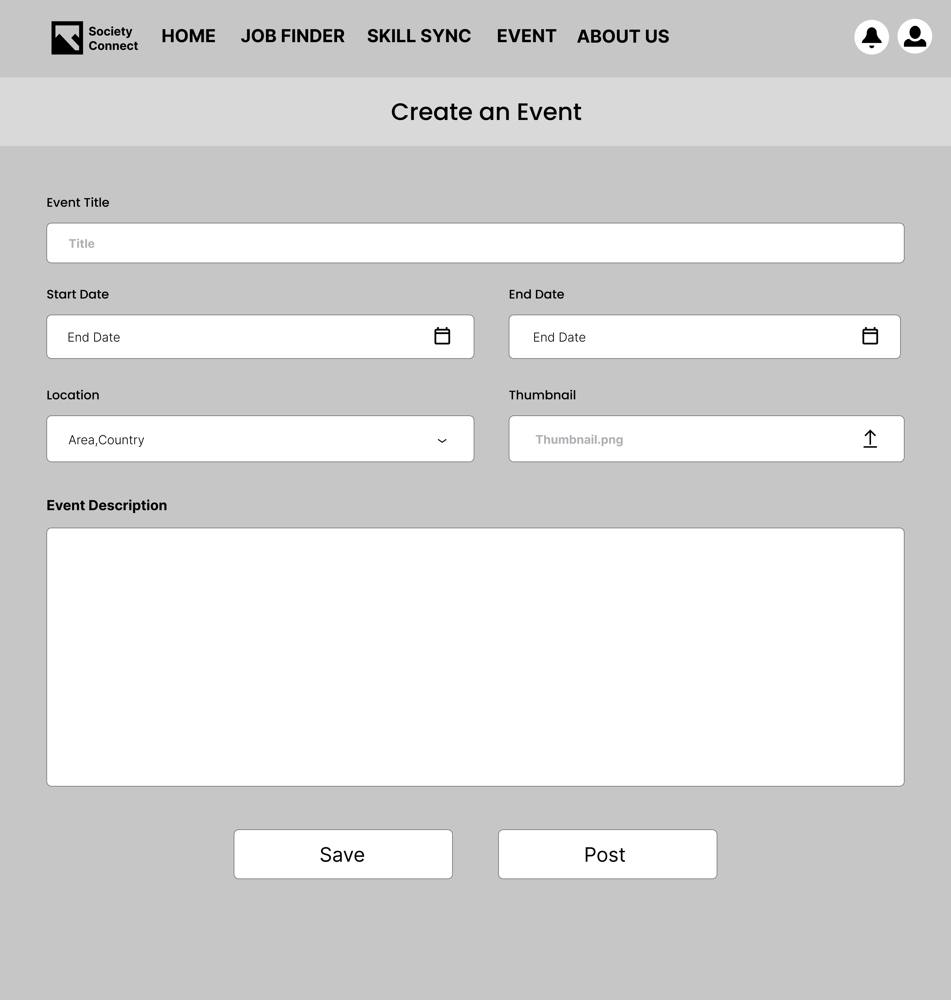 Society
Connect
HOME JOB FINDER SKILL SYNC EVENT ABOUT US
Create an Event
Event Title
Title
Start Date End Date
End Date End Date
Location Thumbnail
Area,Country Thumbnail.png
Event Description
Save Post